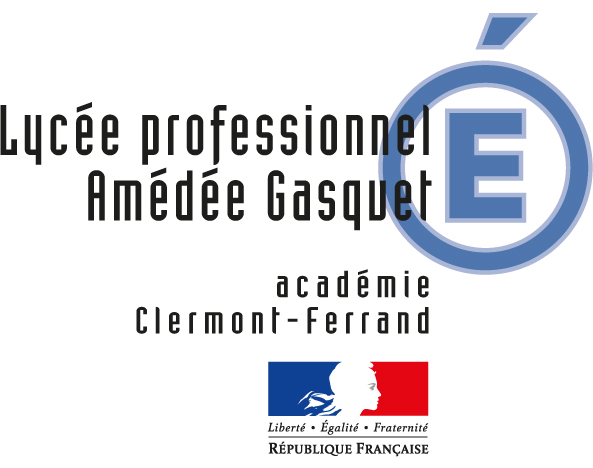 Lycée professionnel
Amédée Gasquet
É
académie
Clermont-Ferrand
Liberté • Égalité • Fraternité
RÉPUBLIQUE FRANÇAISE